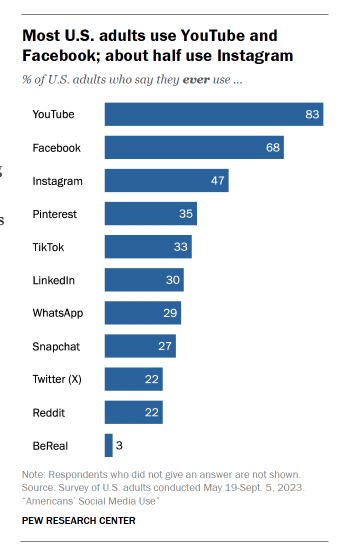 Most U.S. adults use YouTube and
Facebook; about half use Instagram
% of U.S. adults who say they ever use ...
YouTube 83
Facebook 68
Instagram 47
Pinterest 35
TikTok 33
LinkedIn 30
WhatsApp 29
Snapchat 27
Twitter (X) 22
Reddit 22
BeReal 3
Note: Respondents who did not give an answer are not shown.
Source: Survey of U.S. adults conducted May 19-Sept. 5, 2023.
“Americans’ Social Media Use”
PEW RESEARCH CENTER